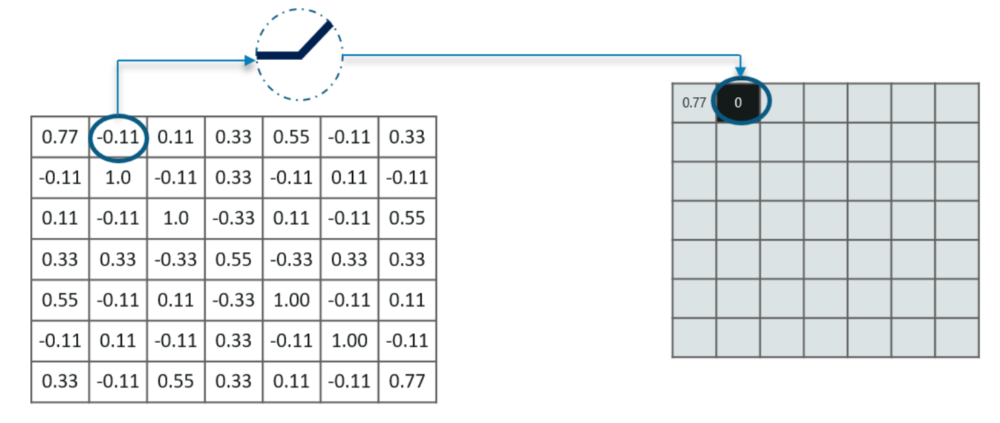 0.77 0
0.77 -0.11 0.11 0.33 0.55 -0.11 0.33
-0.11 1.0 -0.11 0.33 -0.11 0.11 -0.11
0.11 -0.11 1.0 -0.33 0.11 -0.11 0.55
0.33 0.33 -0.33 0.55 -0.33 0.33 0.33
0.55 -0.11 0.11 -0.33 1.00 -0.11 0.11
-0.11 0.11 -0.11 0.33 -0.11 1.00 -0.11
0.33 -0.11 0.55 0.33 0.11 -0.11 0.77